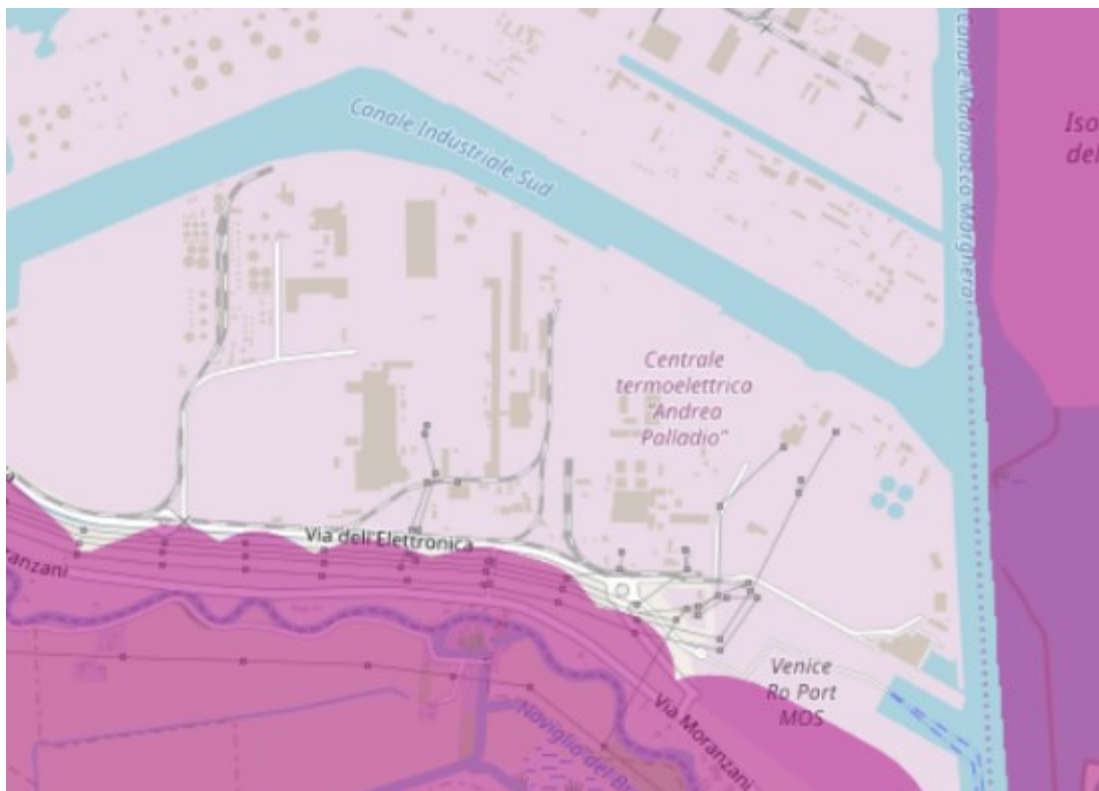 Canale Industriale Sud
Canale Malamocco Marghera
Iso
del
Centrale
termoelettrica
"Andrea
Palladio"
Via dell'Elettronica
ranzani
Venice
Ro Port
MOS
Via Moranzani
Naviglio del Br